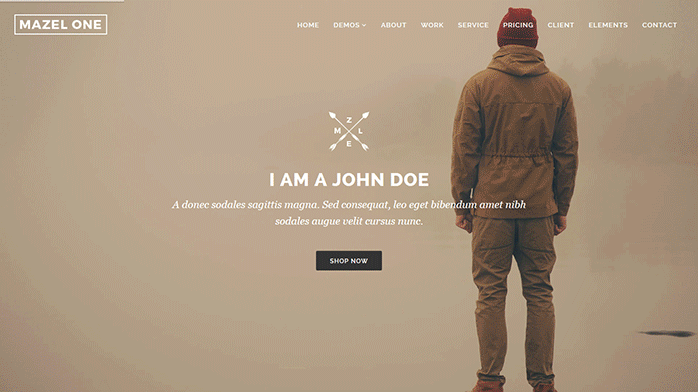 MAZEL ONE
HOME DEMOS ABOUT WORK SERVICE PRICING CLIENT ELEMENTS CONTACT
Z
M L
E
I AM A JOHN DOE
A donec sodales sagittis magna. Sed consequat, leo eget bibendum amet nibh
sodales augue velit cursus nunc.
SHOP NOW